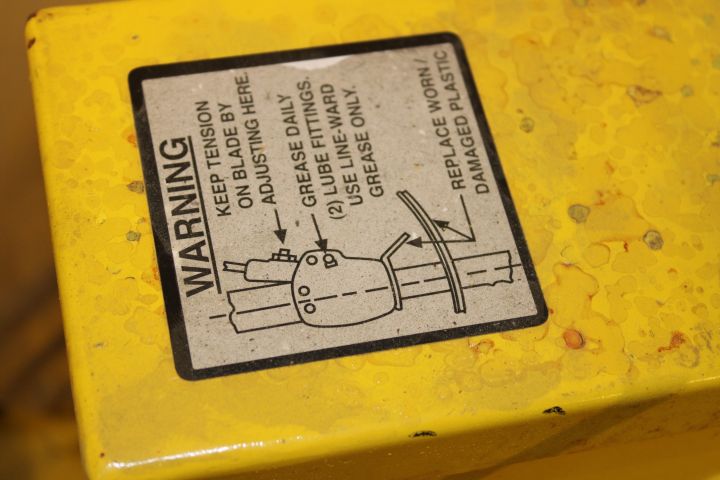 WARNING
KEEP TENSION
ON BLADE BY
ADJUSTING HERE.
GREASE DAILY
(2) LUBE FITTINGS.
USE LINE-WARD
GREASE ONLY.
REPLACE WORN /
DAMAGED PLASTIC